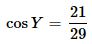 cos Y = 21/29